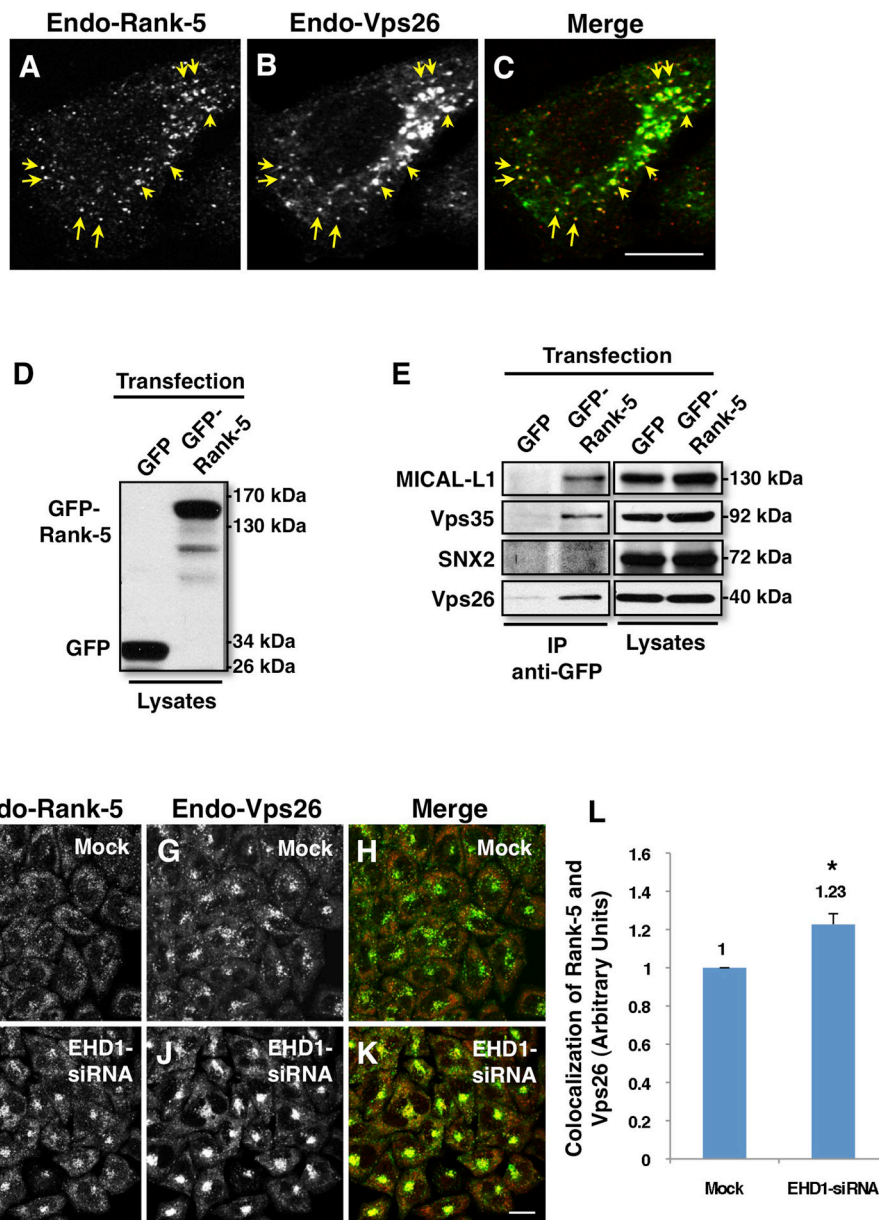 Endo-Rank-5 Endo-Vps26 Merge
A B C
D
Transfection
GFP GFP-Rank-5
GFP-Rank-5
170 kDa
130 kDa
GFP
34 kDa
26 kDa
Lysates
E
Transfection
GFP GFP-Rank-5 GFP GFP-Rank-5
MICAL-L1 130 kDa
Vps35 92 kDa
SNX2 72 kDa
Vps26 40 kDa
IP anti-GFP Lysates
do-Rank-5 Endo-Vps26 Merge
Mock G Mock H Mock
EHD1-siRNA J EHD1-siRNA K EHD1-siRNA
L
Colocalization of Rank-5 and
Vps26 (Arbitrary Units)
1.6
1.4
1.2
1
0.8
0.6
0.4
0.2
0
1
*
1.23
Mock EHD1-siRNA